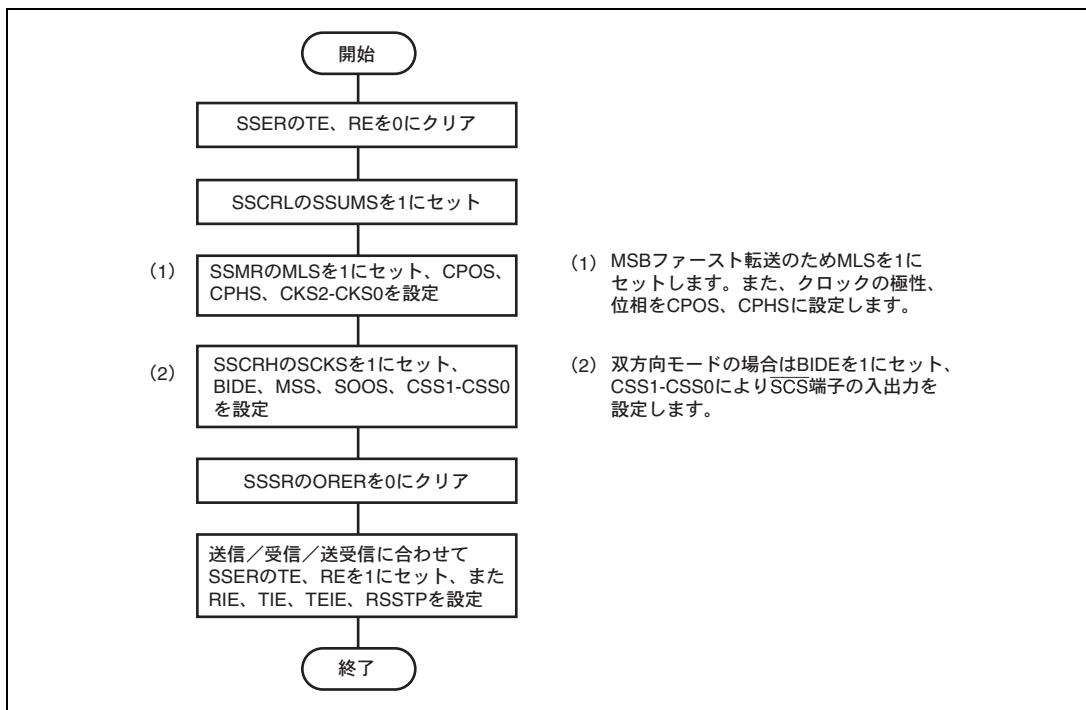 開始
SSERのTE、REを0にクリア
SSCRLのSSUMSを1にセット
(1)
SSMRのMLSを1にセット、CPOS、
CPHS、CKS2-CKS0を設定
(1) MSBファースト転送のためMLSを1に
セットします。また、クロックの極性、
位相をCPOS、CPHSに設定します。
(2)
SSCRHのSCKSを1にセット、
BIDE、MSS、SOOS、CSS1-CSS0
を設定
(2) 双方向モードの場合はBIDEを1にセット、
CSS1-CSS0によりSCS端子の入出力を
設定します。
SSSRのORERを0にクリア
送信/受信/送受信に合わせて
SSERのTE、REを1にセット、また
RIE、TIE、TEIE、RSSTPを設定
終了